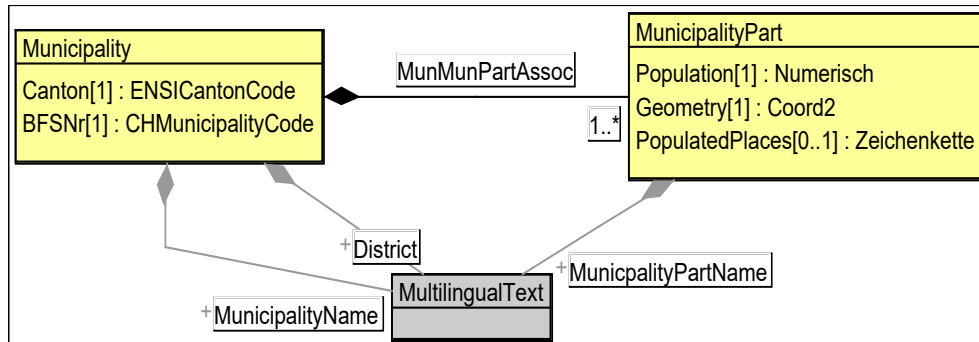 Municipality
Canton[1] : ENSICantonCode
BFSNr[1] : CHMunicipalityCode
MunMunPartAssoc
1..*
MunicipalityPart
Population[1] : Numerisch
Geometry[1] : Coord2
PopulatedPlaces[0..1] : Zeichenkette
+District
+MunicpalityPartName
MultilingualText
+MunicipalityName